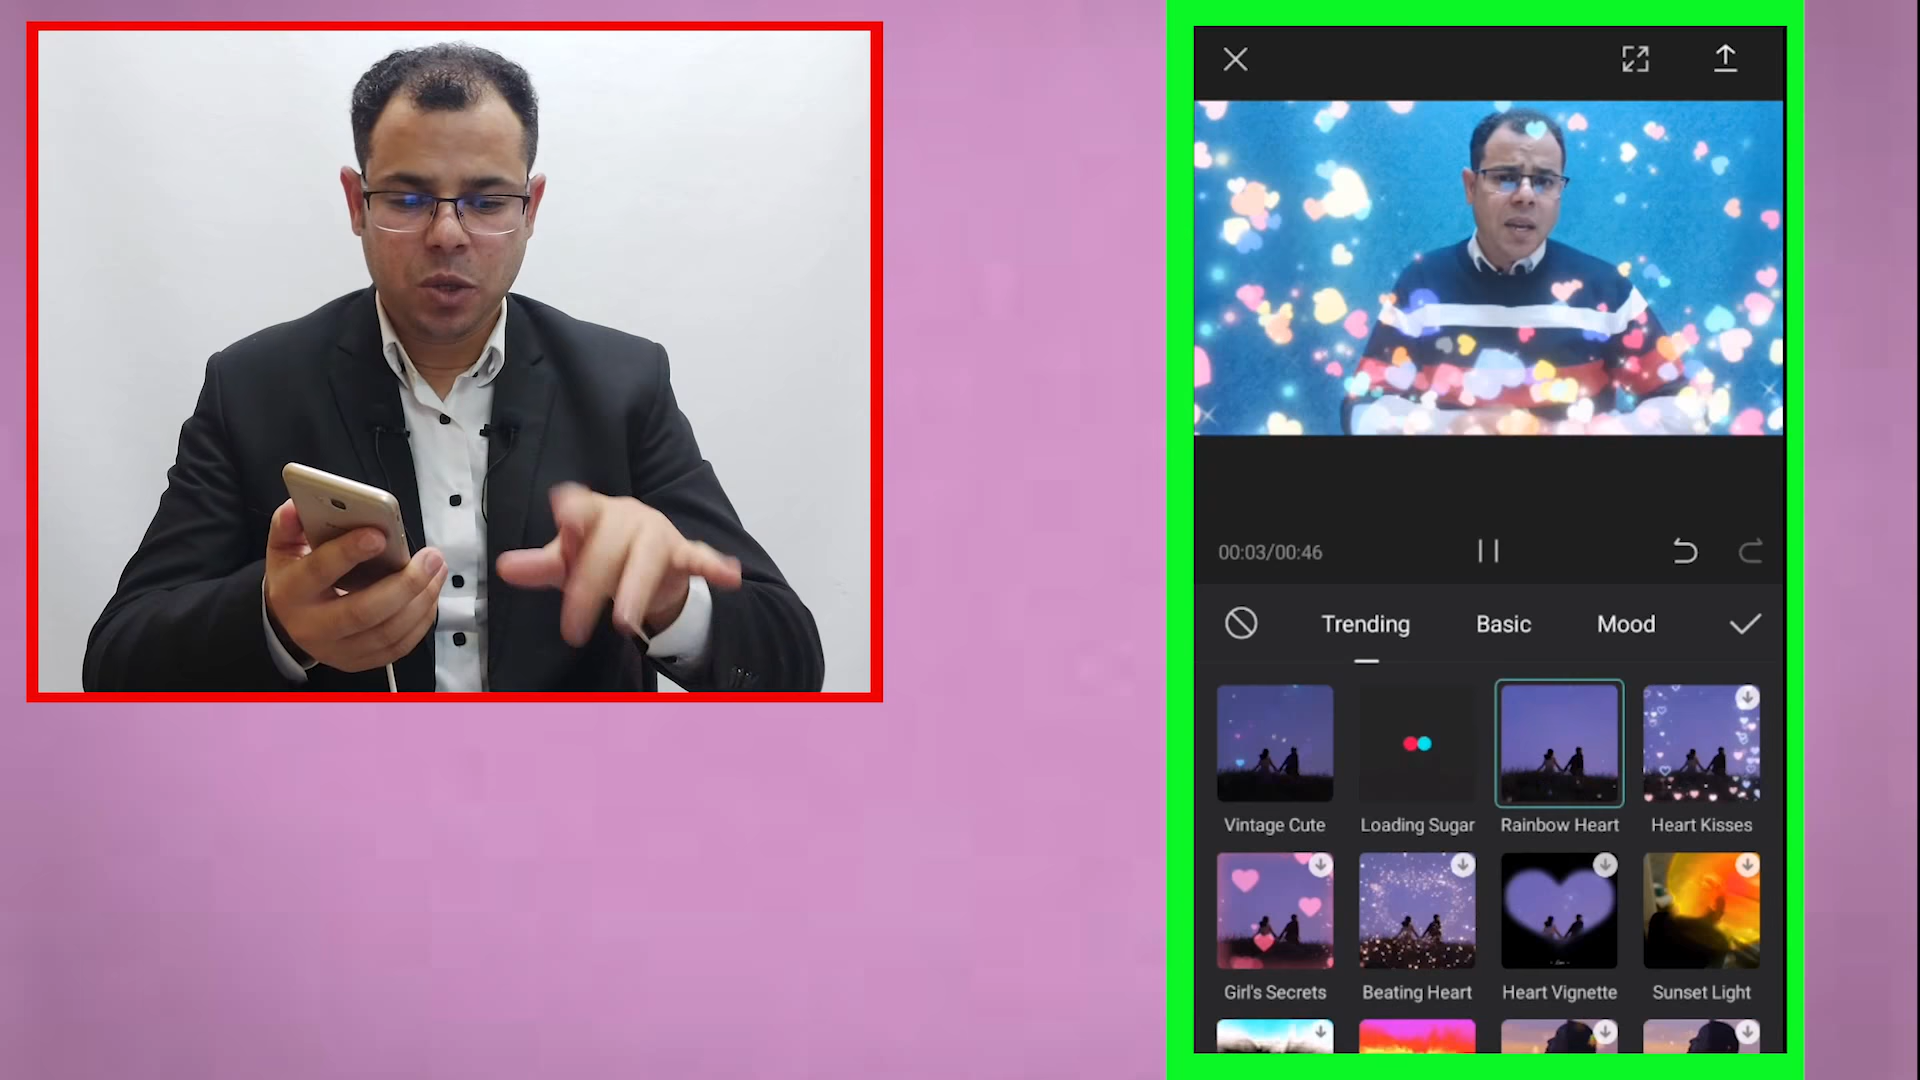 00:03/00:46
Trending Basic Mood
Vintage Cute Loading Sugar Rainbow Heart Heart Kisses
Girl's Secrets Beating Heart Heart Vignette Sunset Light